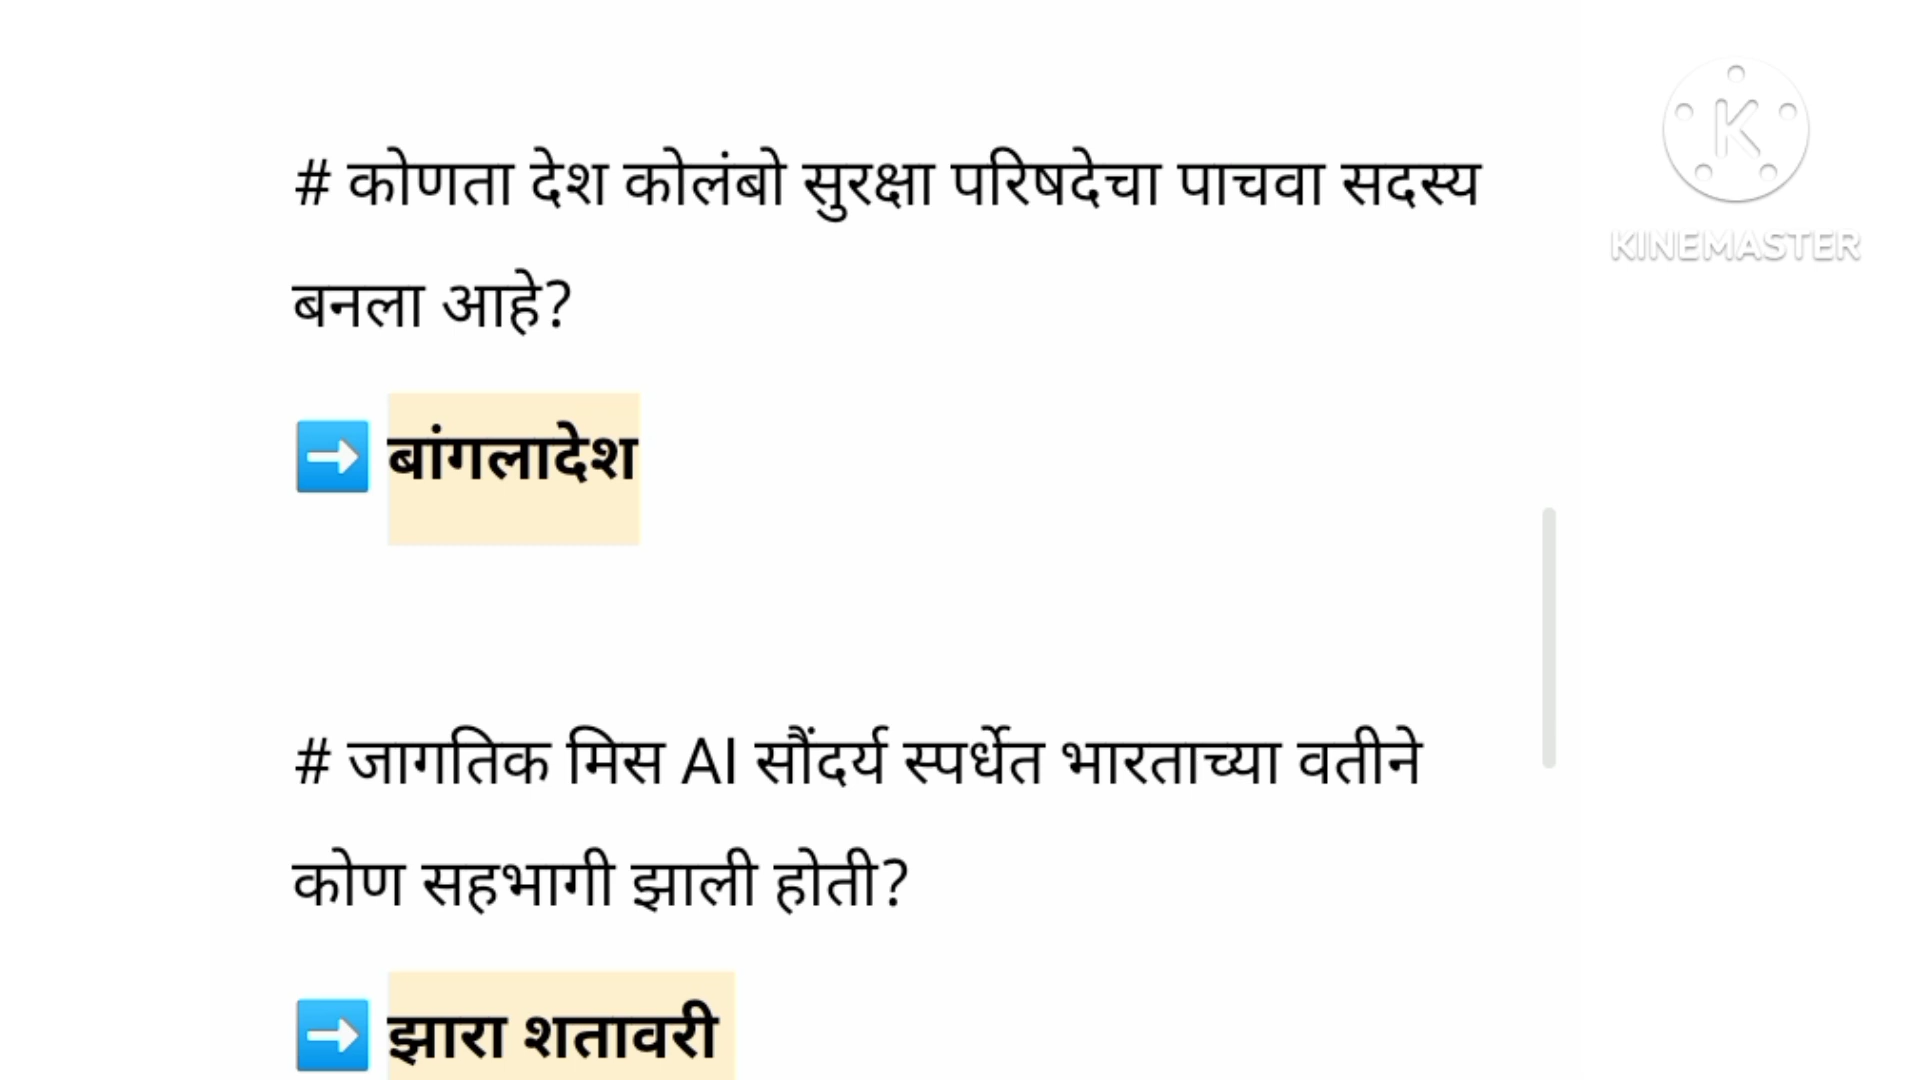 # कोणता देश कोलंबो सुरक्षा परिषदेचा पाचवा सदस्य
बनला आहे?
➡️ बांगलादेश
# जागतिक मिस AI सौंदर्य स्पर्धेत भारताच्या वतीने
कोण सहभागी झाली होती?
➡️ झारा शतावरी
K
KINEMASTER